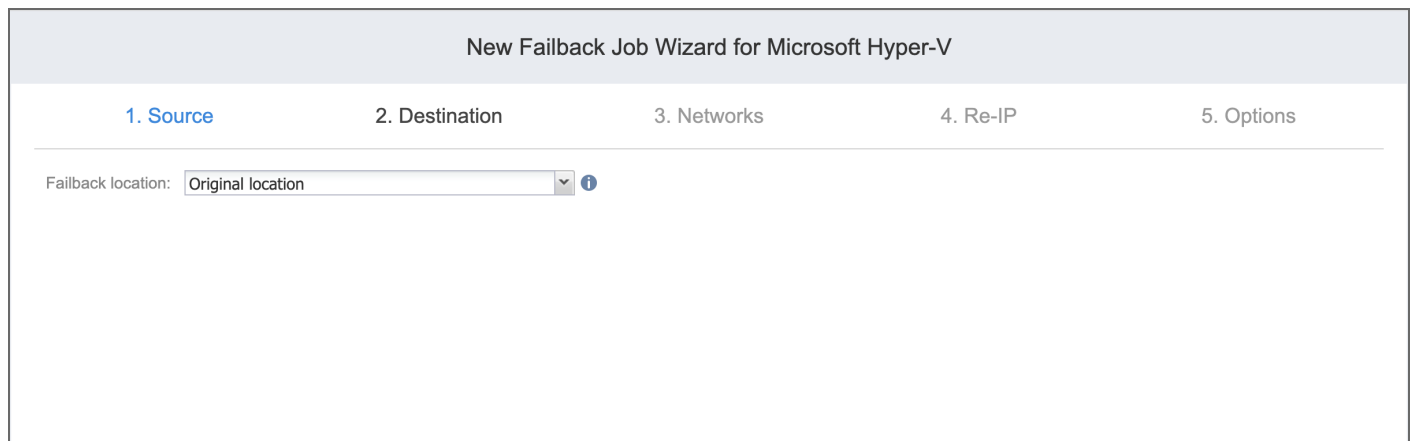 New Failback Job Wizard for Microsoft Hyper-V
1. Source 2. Destination 3. Networks 4. Re-IP 5. Options
Failback location: Original location